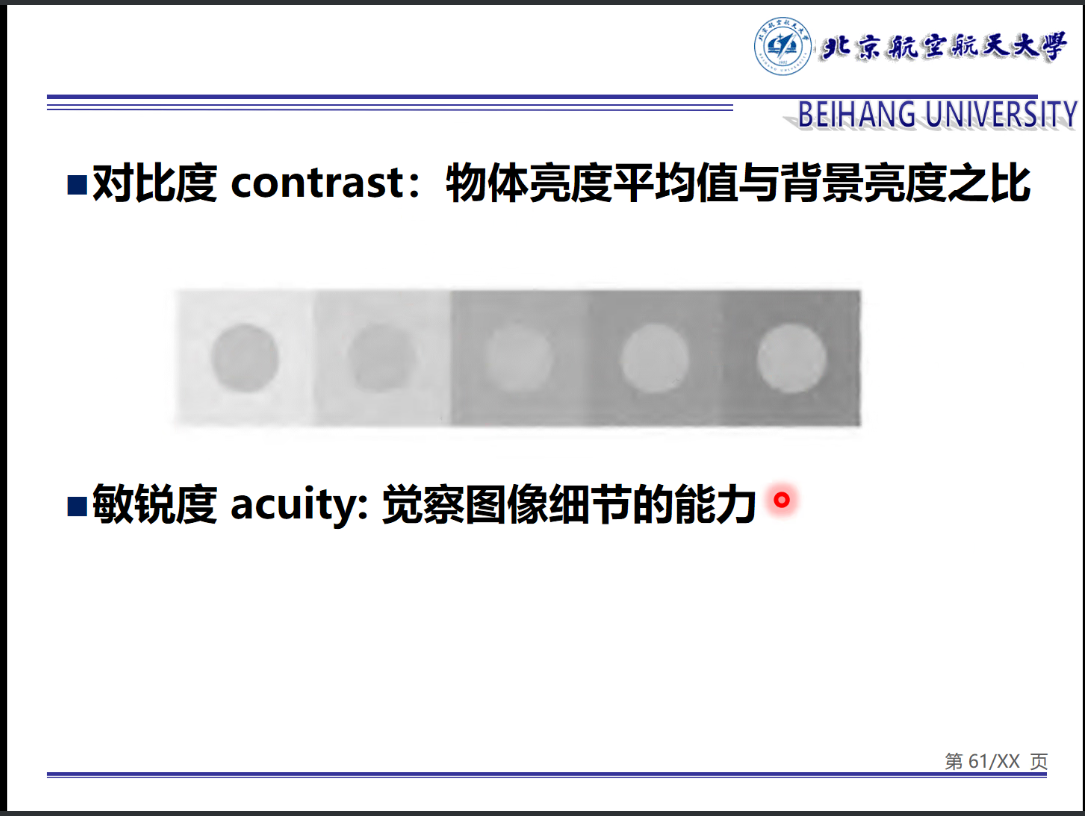 北京航空航天大學
BEIHANG UNIVERSITY
对比度 contrast：物体亮度平均值与背景亮度之比
敏锐度 acuity: 觉察图像细节的能力
第 61/XX 页